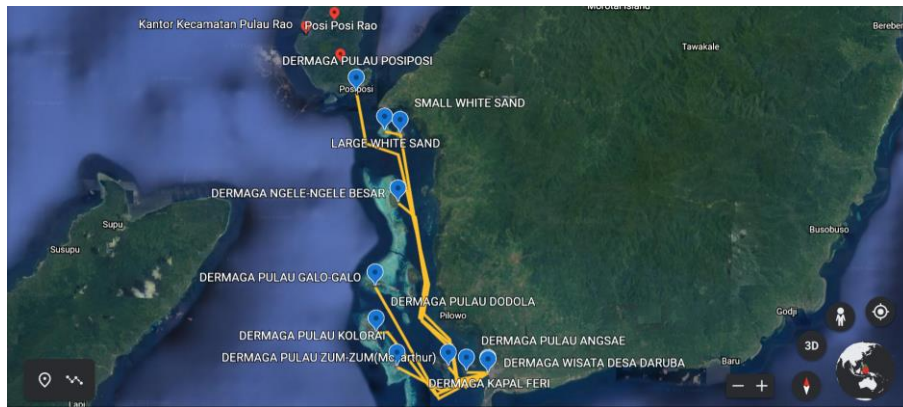 Morotai Island
Kantor Kecamatan Pulau Rao
Posi Posi Rao
Berebere
Tawakale
DERMAGA PULAU POSIPOSI
Posiposi
SMALL WHITE SAND
LARGE WHITE SAND
DERMAGA NGELE-NGELE BESAR
Supu
Susupu
Busobuso
DERMAGA PULAU GALO-GALO
DERMAGA PULAU DODOLA
Pilowo
Godji
DERMAGA PULAU KOLORAI
DERMAGA PULAU ANGSAE
3D
DERMAGA PULAU ZUM-ZUM(Mc arthur)
DERMAGA WISATA DESA DARUBA
Baru
DERMAGA KAPAL FERI
Lapi